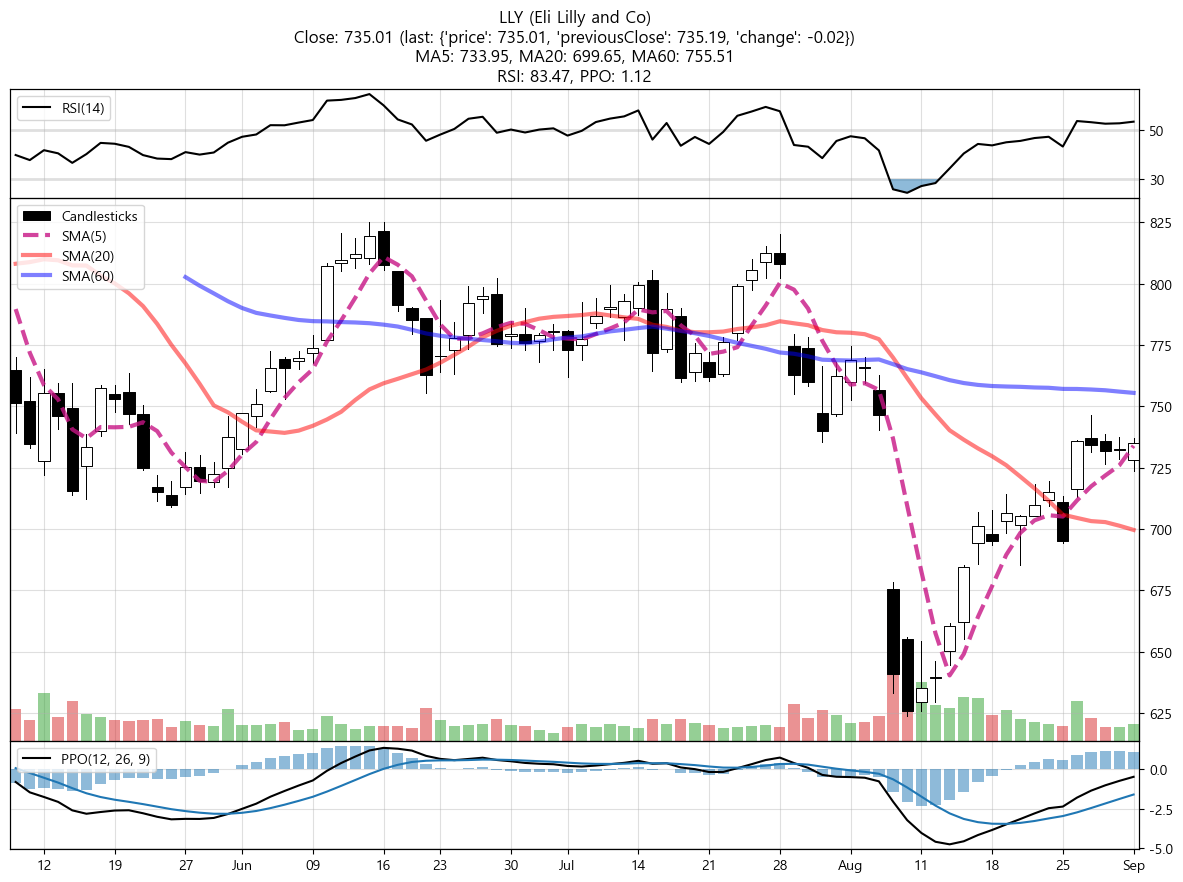 LLY (Eli Lilly and Co)
Close: 735.01 (last: {'price': 735.01, 'previousClose': 735.19, 'change': -0.02})
MA5: 733.95, MA20: 699.65, MA60: 755.51
RSI: 83.47, PPO: 1.12
RSI(14)
50
30
Candlesticks
SMA(5)
SMA(20)
SMA(60)
825
800
775
750
725
700
675
650
625
PPO(12, 26, 9)
0.0
-2.5
-5.0
12 19 27 Jun 09 16 23 30 Jul 14 21 28 Aug 11 18 25 Sep